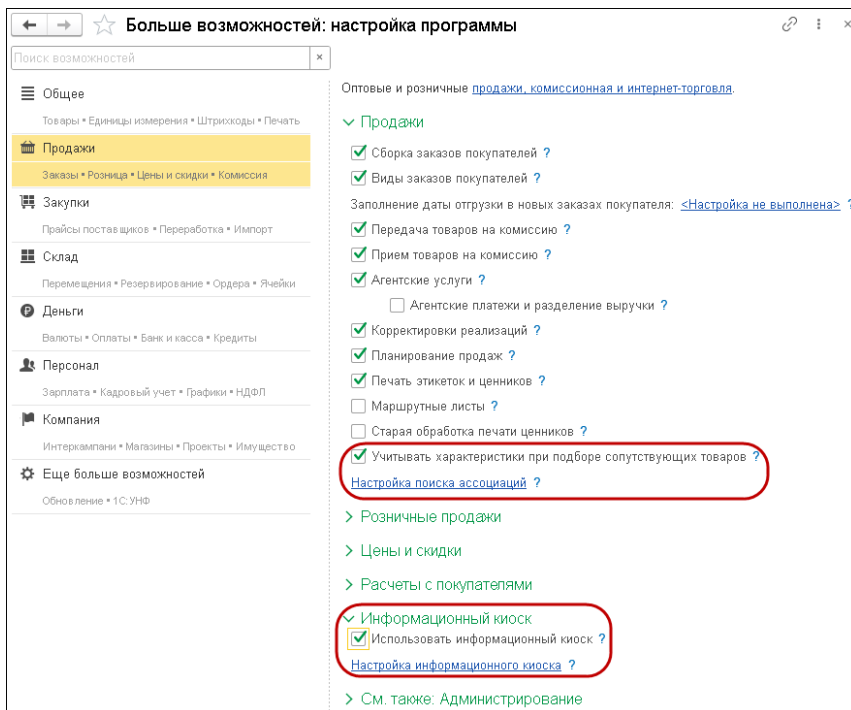 Больше возможностей: настройка программы
Поиск возможностей
Общее
Товары • Единицы измерения • Штрихкоды • Печать
Продажи
Заказы • Розница • Цены и скидки • Комиссия
Закупки
Прайсы поставщиков • Переработка • Импорт
Склад
Перемещения • Резервирование • Ордера • Ячейки
Деньги
Валюты • Оплаты • Банк и касса • Кредиты
Персонал
Зарплата • Кадровый учет • Графики • НДФЛ
Компания
Интеркампани • Магазины • Проекты • Имущество
Еще больше возможностей
Обновление • 1С:УНФ
Оптовые и розничные продажи, комиссионная и интернет-торговля.
Продажи
Сборка заказов покупателей ?
Виды заказов покупателей ?
Заполнение даты отгрузки в новых заказах покупателя: <Настройка не выполнена> ?
Передача товаров на комиссию ?
Прием товаров на комиссию ?
Агентские услуги ?
Агентские платежи и разделение выручки ?
Корректировки реализаций ?
Планирование продаж ?
Печать этикеток и ценников ?
Маршрутные листы ?
Старая обработка печати ценников ?
Учитывать характеристики при подборе сопутствующих товаров ?
Настройка поиска ассоциаций ?
Розничные продажи
Цены и скидки
Расчеты с покупателями
Информационный киоск
Использовать информационный киоск ?
Настройка информационного киоска ?
См. также: Администрирование